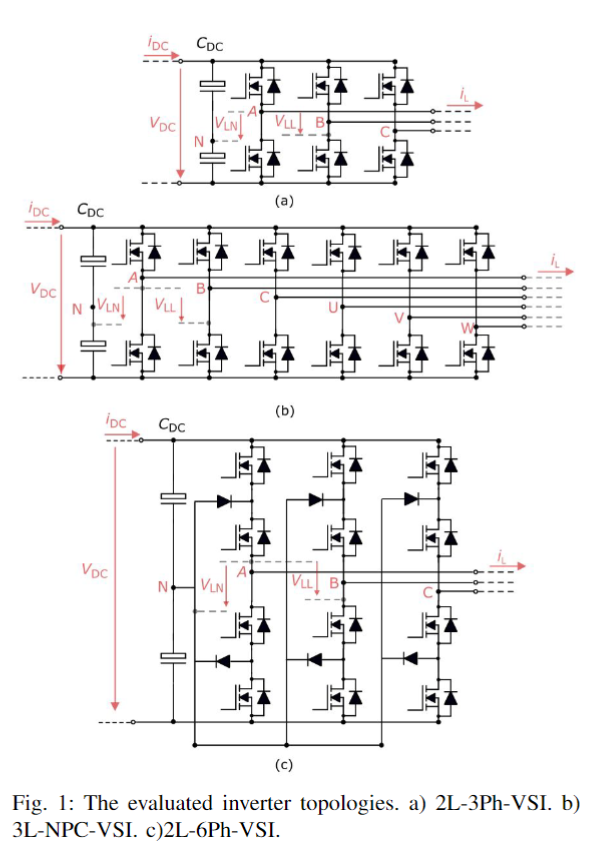 iDC
CDC
A
VLN
VLL
B
VDC
N
C
iL
(a)
iDC
CDC
A
B
VDC
N
VLN
VLL
C
U
V
W
iL
(b)
iDC
CDC
VDC
N
VLN
A
VLL
B
C
iL
(c)
Fig. 1: The evaluated inverter topologies. a) 2L-3Ph-VSI. b)
3L-NPC-VSI. c)2L-6Ph-VSI.